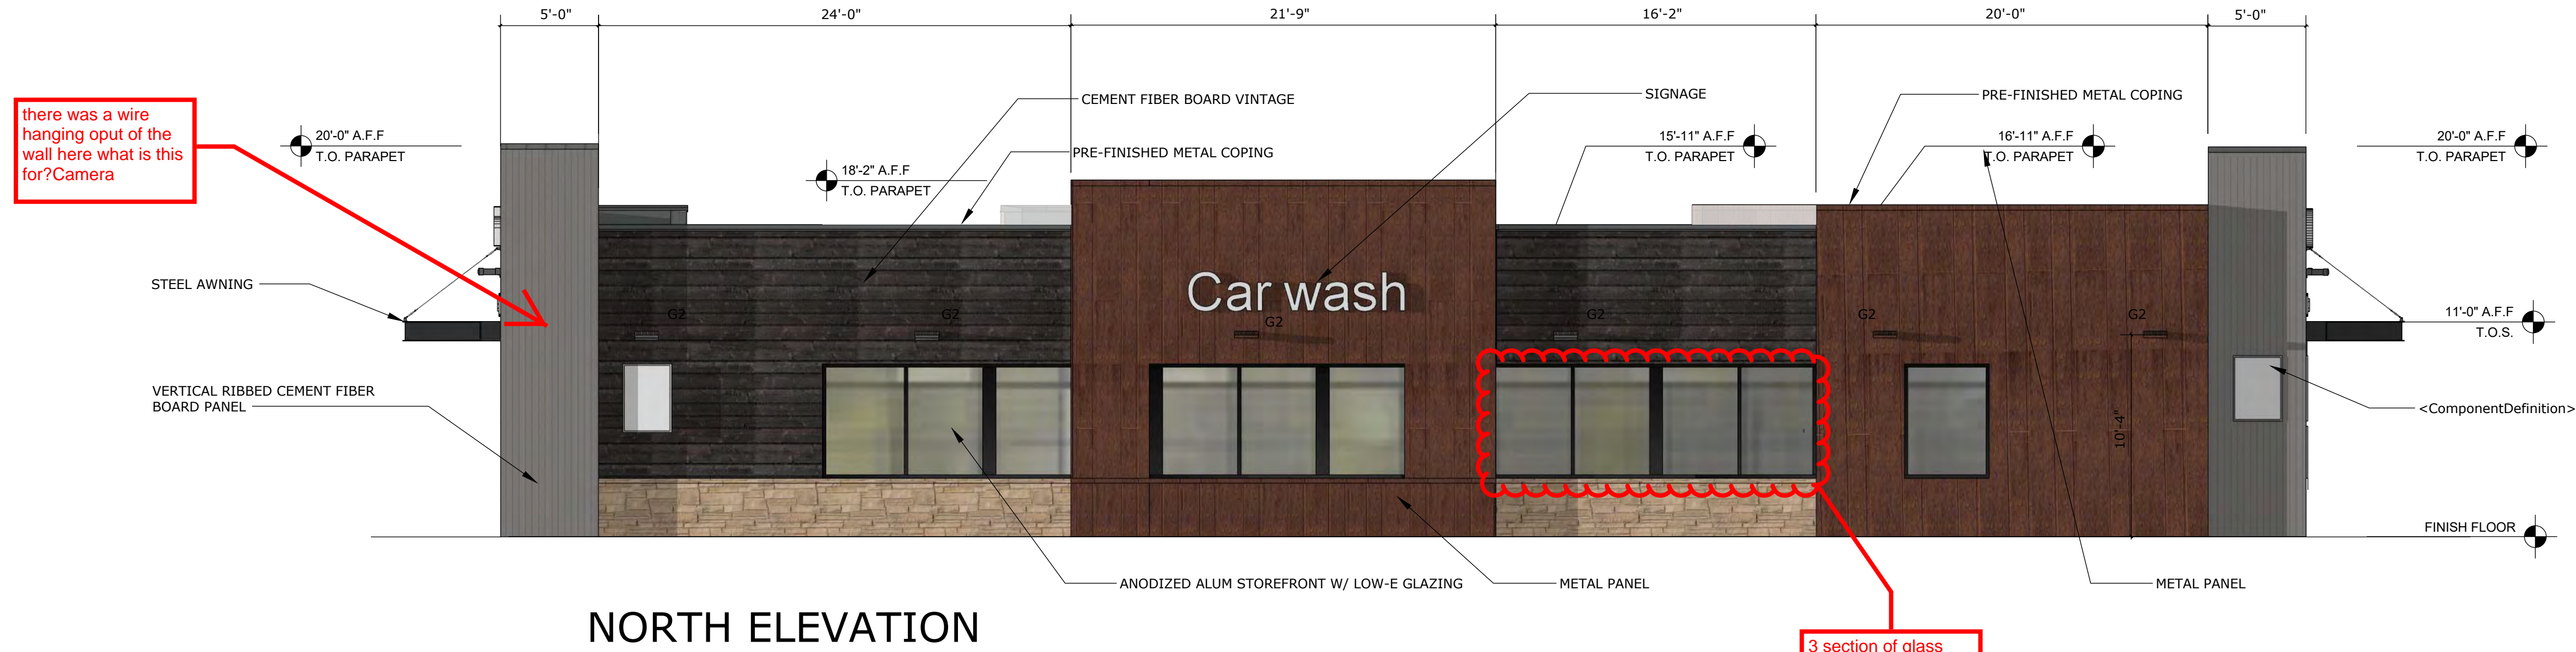 5'-0"
24'-0"
21'-9"
16'-2"
20'-0"
5'-0"
there was a wire
hanging oput of the
wall here what is this
for?Camera
CEMENT FIBER BOARD VINTAGE
SIGNAGE
PRE-FINISHED METAL COPING
20'-0" A.F.F
T.O. PARAPET
PRE-FINISHED METAL COPING
15'-11" A.F.F
T.O. PARAPET
16'-11" A.F.F
T.O. PARAPET
20'-0" A.F.F
T.O. PARAPET
18'-2" A.F.F
T.O. PARAPET
STEEL AWNING
Car wash
G2
G2
G2
G2
G2
G2
11'-0" A.F.F
T.O.S.
VERTICAL RIBBED CEMENT FIBER
BOARD PANEL
<ComponentDefinition>
10'-4"
FINISH FLOOR
ANODIZED ALUM STOREFRONT W/ LOW-E GLAZING
METAL PANEL
METAL PANEL
NORTH ELEVATION
3 section of glass